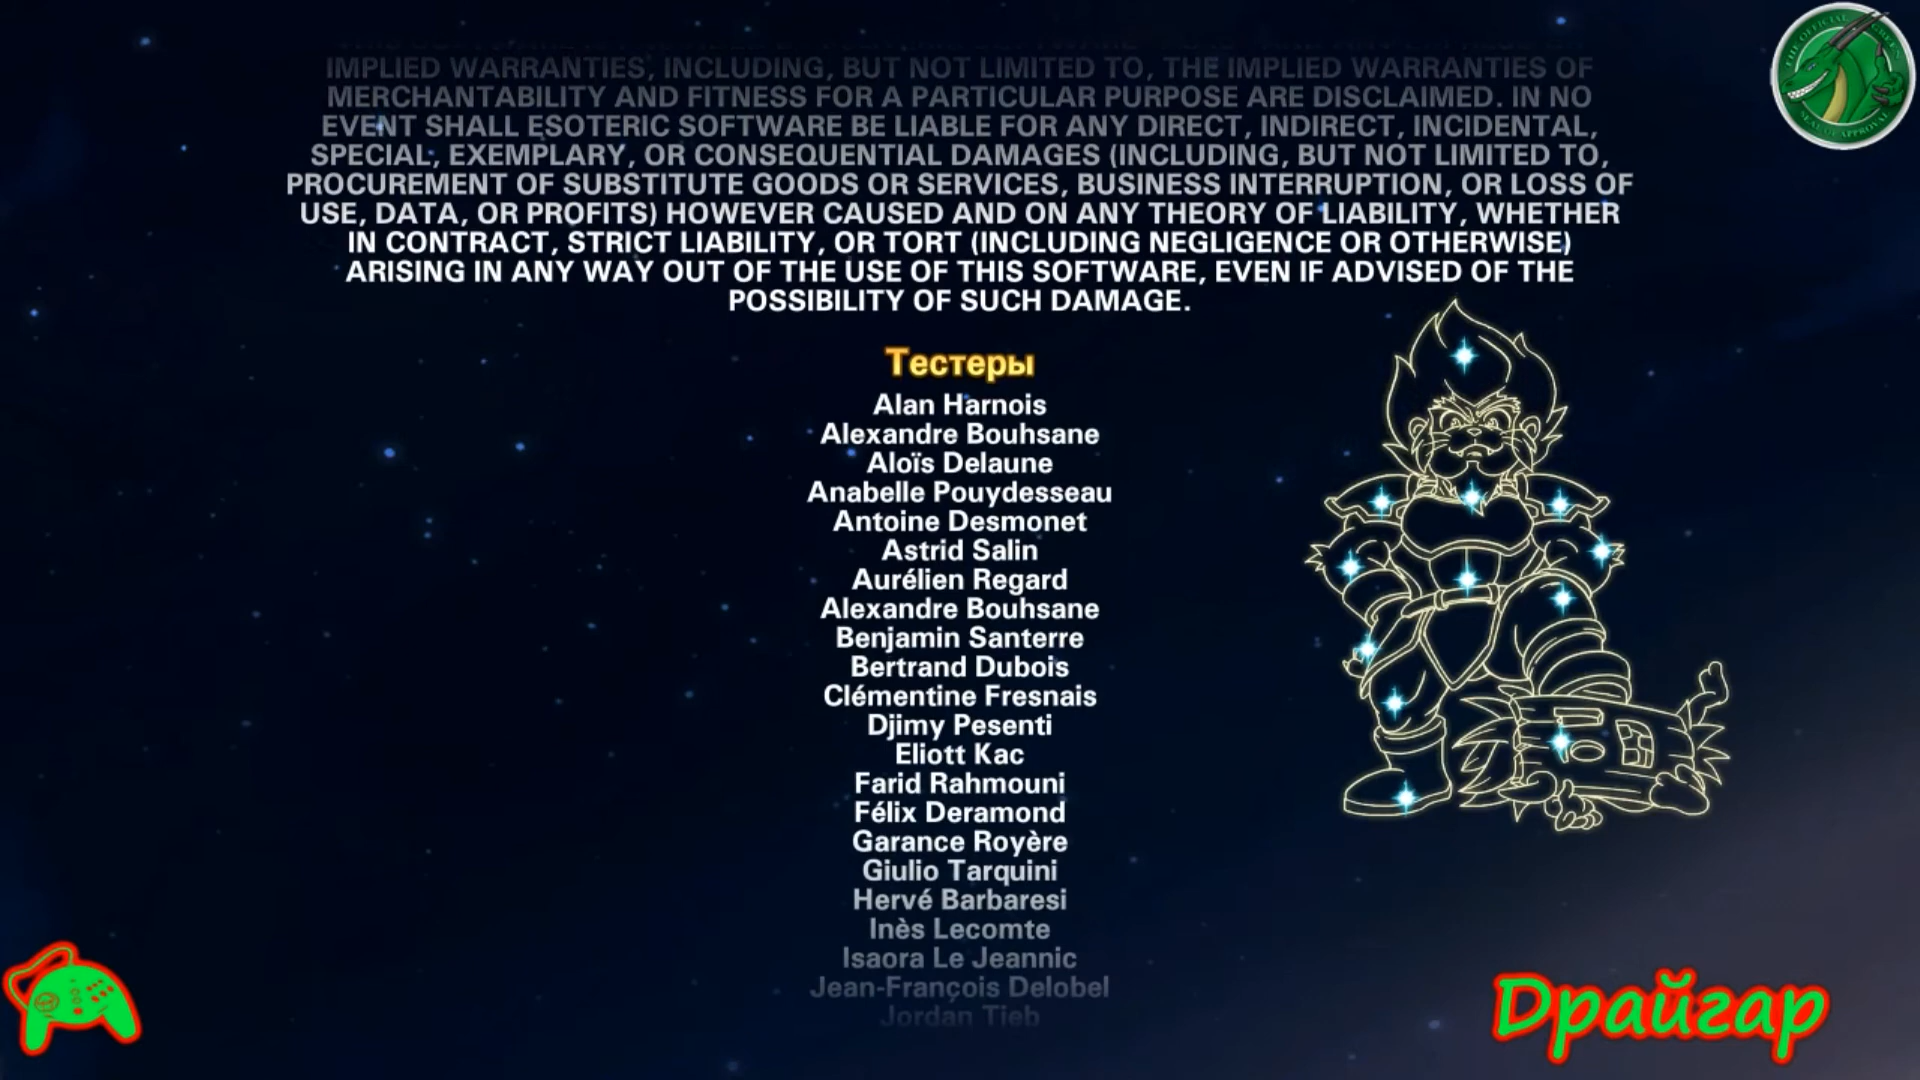 IMPLIED WARRANTIES, INCLUDING, BUT NOT LIMITED TO, THE IMPLIED WARRANTIES OF
MERCHANTABILITY AND FITNESS FOR A PARTICULAR PURPOSE ARE DISCLAIMED. IN NO
EVENT SHALL ESOTERIC SOFTWARE BE LIABLE FOR ANY DIRECT, INDIRECT, INCIDENTAL,
SPECIAL, EXEMPLARY, OR CONSEQUENTIAL DAMAGES (INCLUDING, BUT NOT LIMITED TO,
PROCUREMENT OF SUBSTITUTE GOODS OR SERVICES, BUSINESS INTERRUPTION, OR LOSS OF
USE, DATA, OR PROFITS) HOWEVER CAUSED AND ON ANY THEORY OF LIABILITY, WHETHER
IN CONTRACT, STRICT LIABILITY, OR TORT (INCLUDING NEGLIGENCE OR OTHERWISE)
ARISING IN ANY WAY OUT OF THE USE OF THIS SOFTWARE, EVEN IF ADVISED OF THE
POSSIBILITY OF SUCH DAMAGE.
Тестеры
Alan Harnois
Alexandre Bouhsane
Aloïs Delaune
Anabelle Pouydesseau
Antoine Desmonet
Astrid Salin
Aurélien Regard
Alexandre Bouhsane
Benjamin Santerre
Bertrand Dubois
Clémentine Fresnais
Djimy Pesenti
Eliott Kac
Farid Rahmouni
Félix Deramond
Garance Royère
Giulio Tarquini
Hervé Barbaresi
Inès Lecomte
Isaora Le Jeannic
Jean-François Delobel
Jordan Tieb
THE OFFICIAL GREEN
SEAL OF APPROVAL
Драйгар